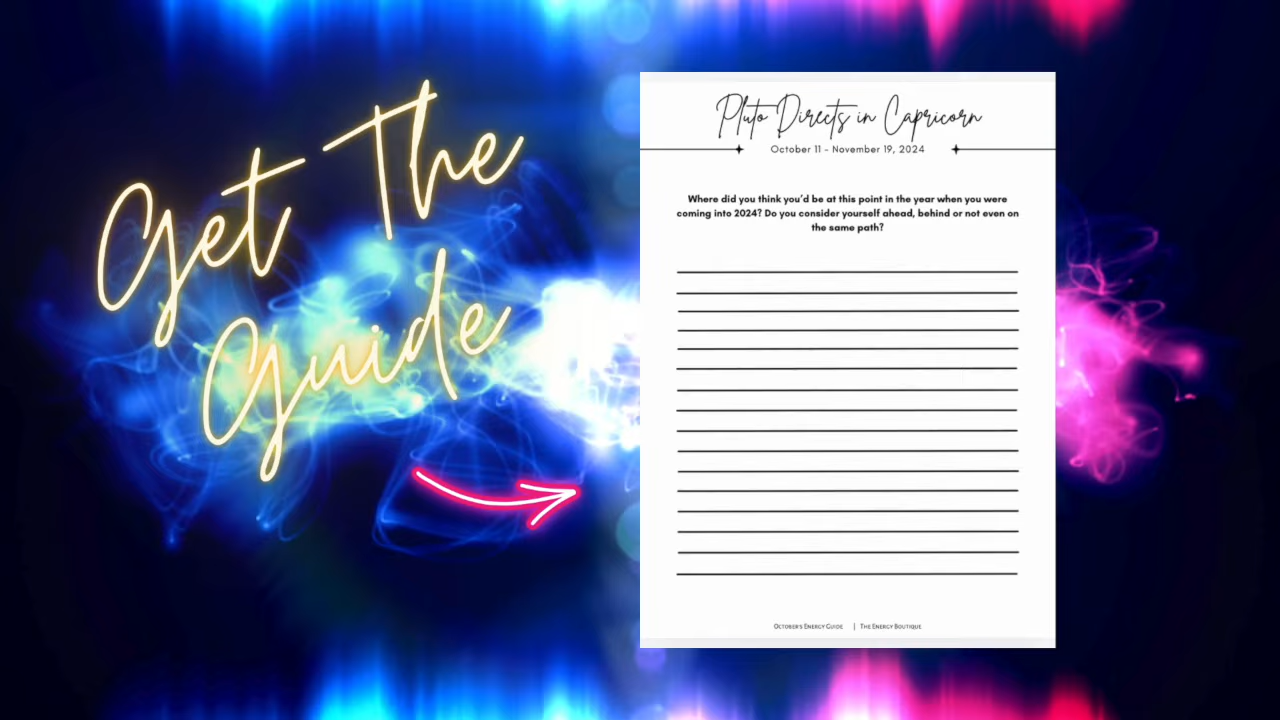 Get The
Guide
Pluto Directs in Capricorn
October 11 - November 19, 2024
Where did you think you'd be at this point in the year when you were
coming into 2024? Do you consider yourself ahead, behind or not even on
the same path?
October's Energy Guide | The Energy Boutique